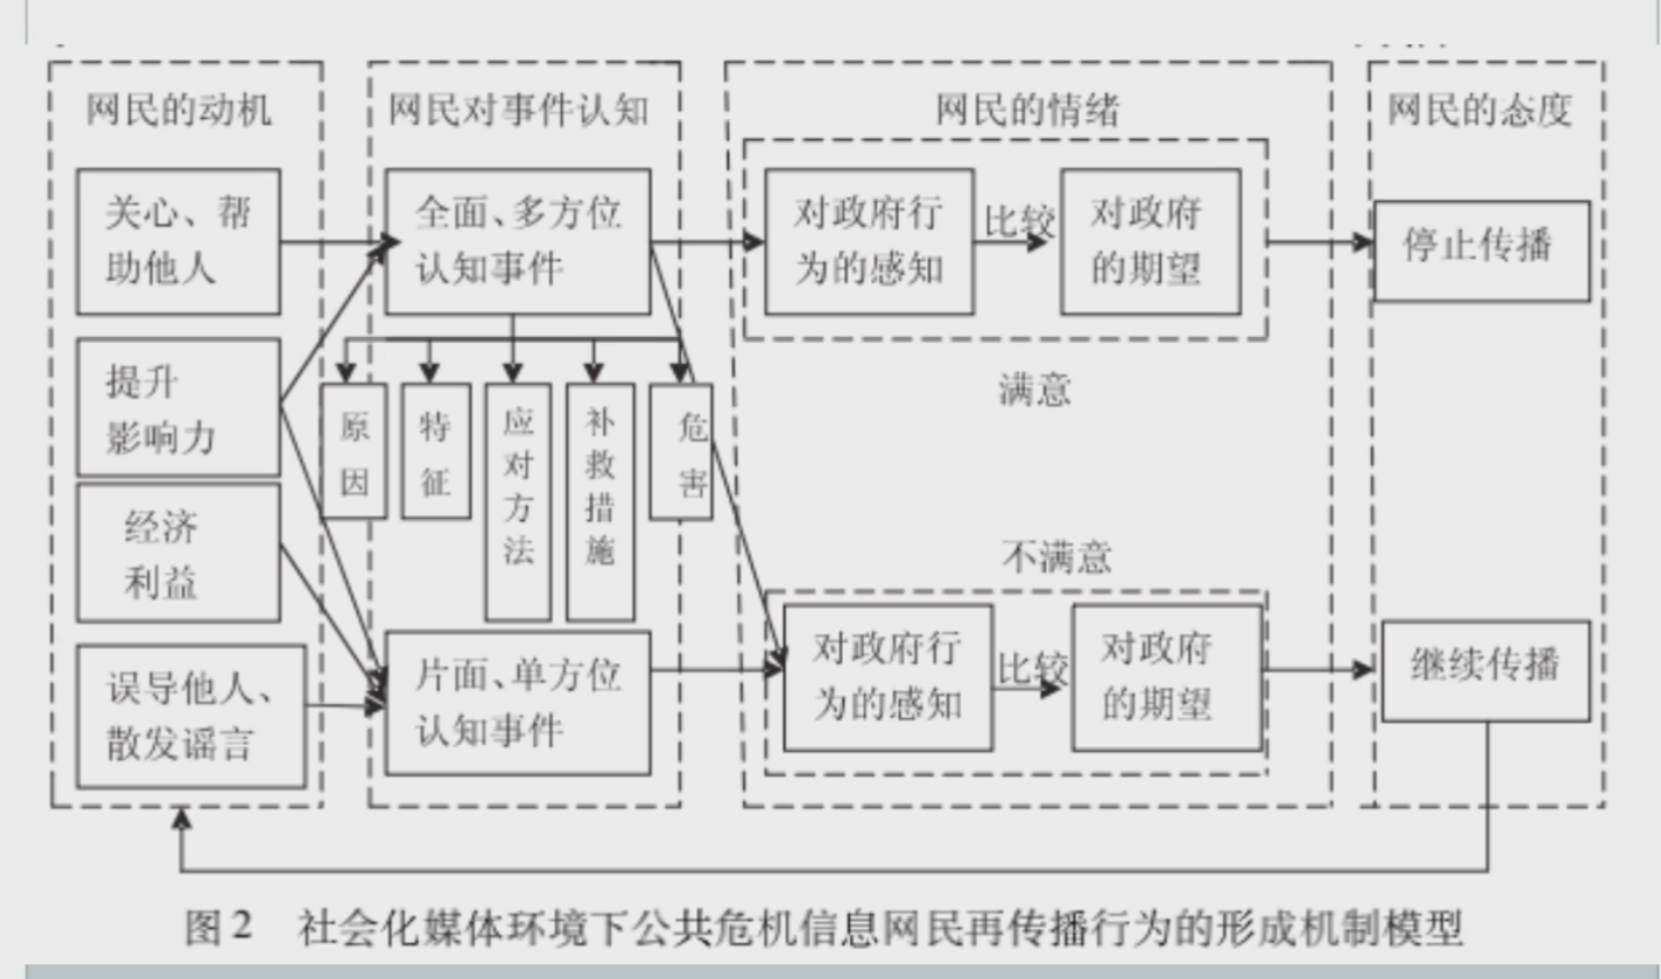 网民的动机
网民对事件认知
网民的情绪
网民的态度
关心、帮
助他人
提升
影响力
经济
利益
误导他人、
散发谣言
全面、多方位
认知事件
原
因
特
征
应
对
方
法
补
救
措
施
危
害
片面、单方位
认知事件
对政府行
为的感知
比较
对政府
的期望
满意
不满意
对政府行
为的感知
比较
对政府
的期望
停止传播
继续传播
图2 社会化媒体环境下公共危机信息网民再传播行为的形成机制模型